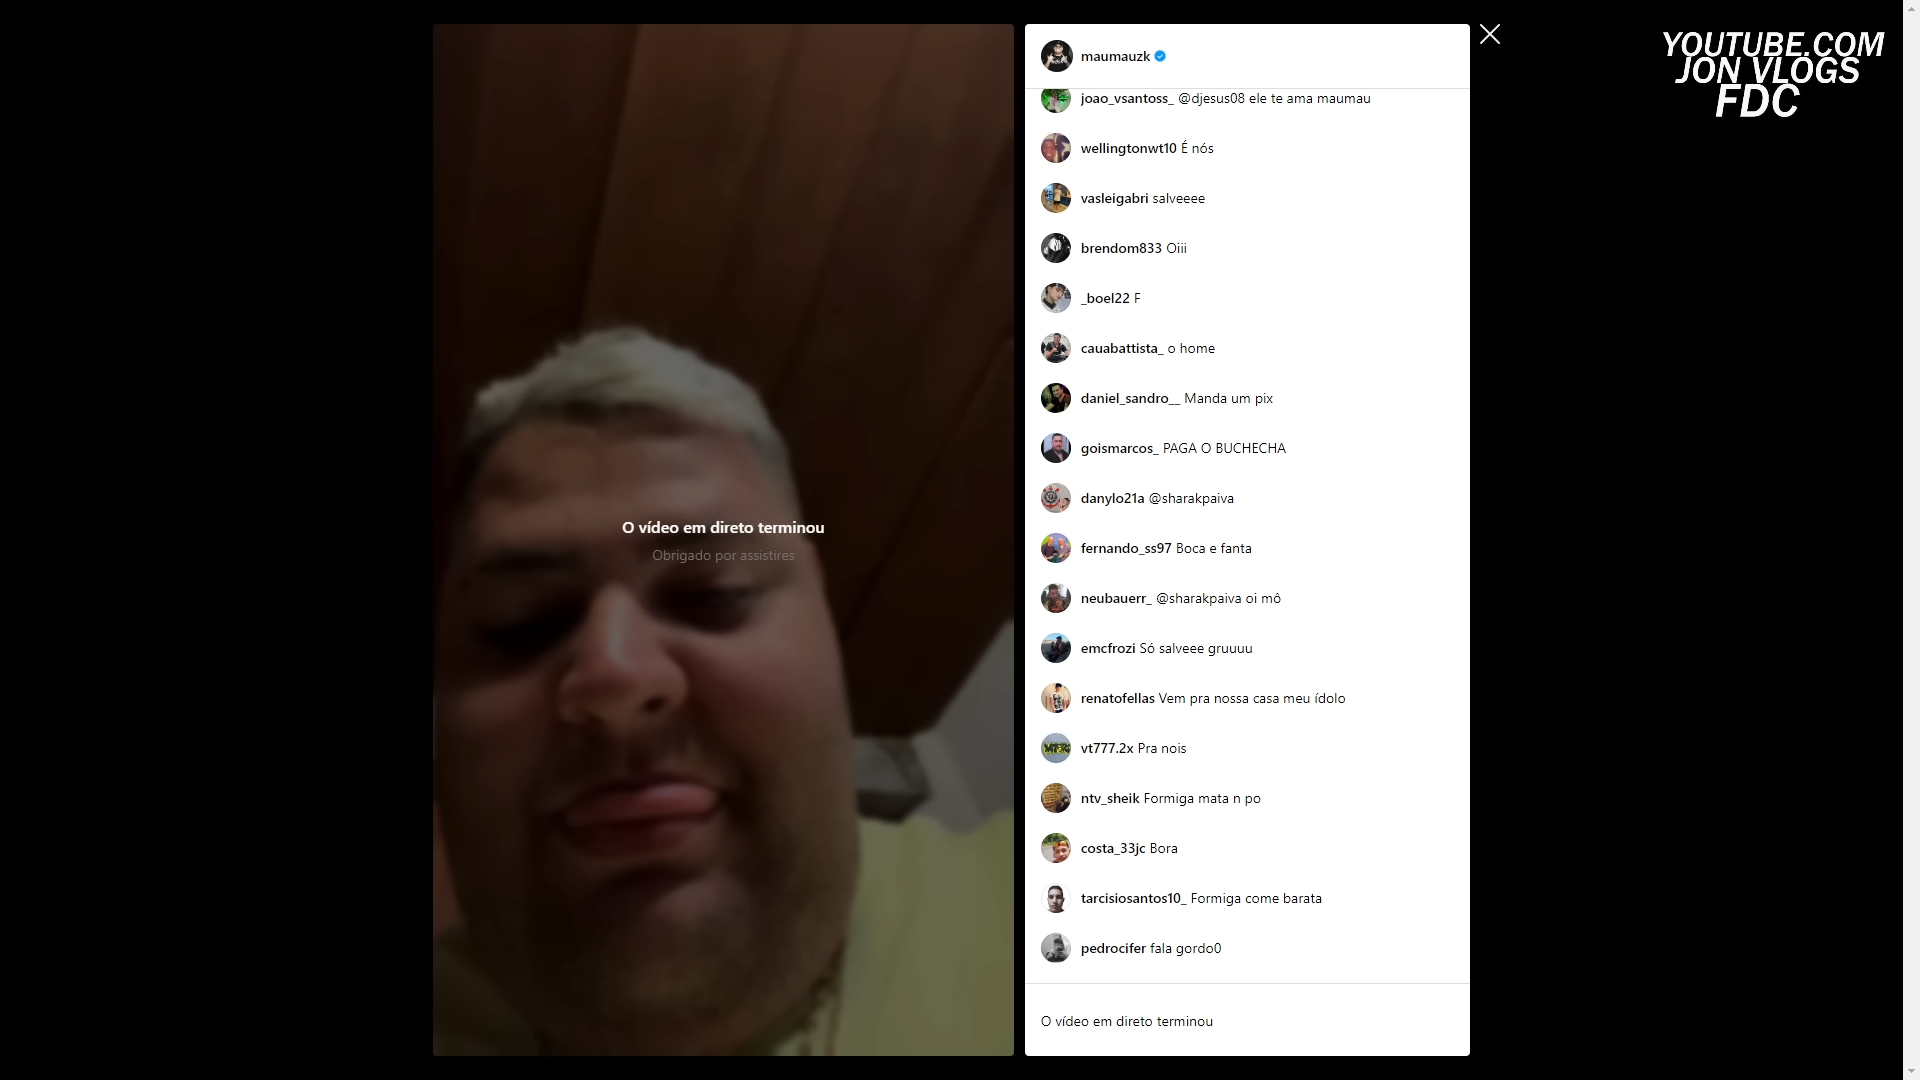 YOUTUBE.COM
JON VLOGS
FDC
maumauzk
joao_vsantoss_ @djesus08 ele te ama maumau
wellingtonwt10 É nós
vasleigabri salveeee
brendom833 Oiii
_boel22 F
cauabattista_ o home
daniel_sandro__ Manda um pix
goismarcos_ PAGA O BUCHECHA
danylo21a @sharakpaiva
fernando_ss97 Boca e fanta
neubauerr_ @sharakpaiva oi mô
emcfrozi Só salveee gruuuu
renatofellas Vem pra nossa casa meu ídolo
vt777.2x Pra nois
ntv_sheik Formiga mata n po
costa_33jc Bora
tarcisiosantos10_ Formiga come barata
pedrocifer fala gordo0
O vídeo em direto terminou
O vídeo em direto terminou
Obrigado por assistires